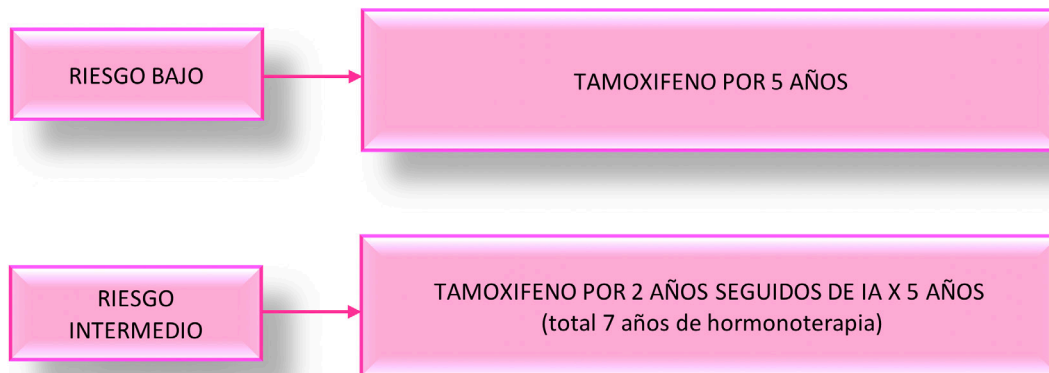 RIESGO BAJO
TAMOXIFENO POR 5 AÑOS
RIESGO
INTERMEDIO
TAMOXIFENO POR 2 AÑOS SEGUIDOS DE IA X 5 AÑOS
(total 7 años de hormonoterapia)